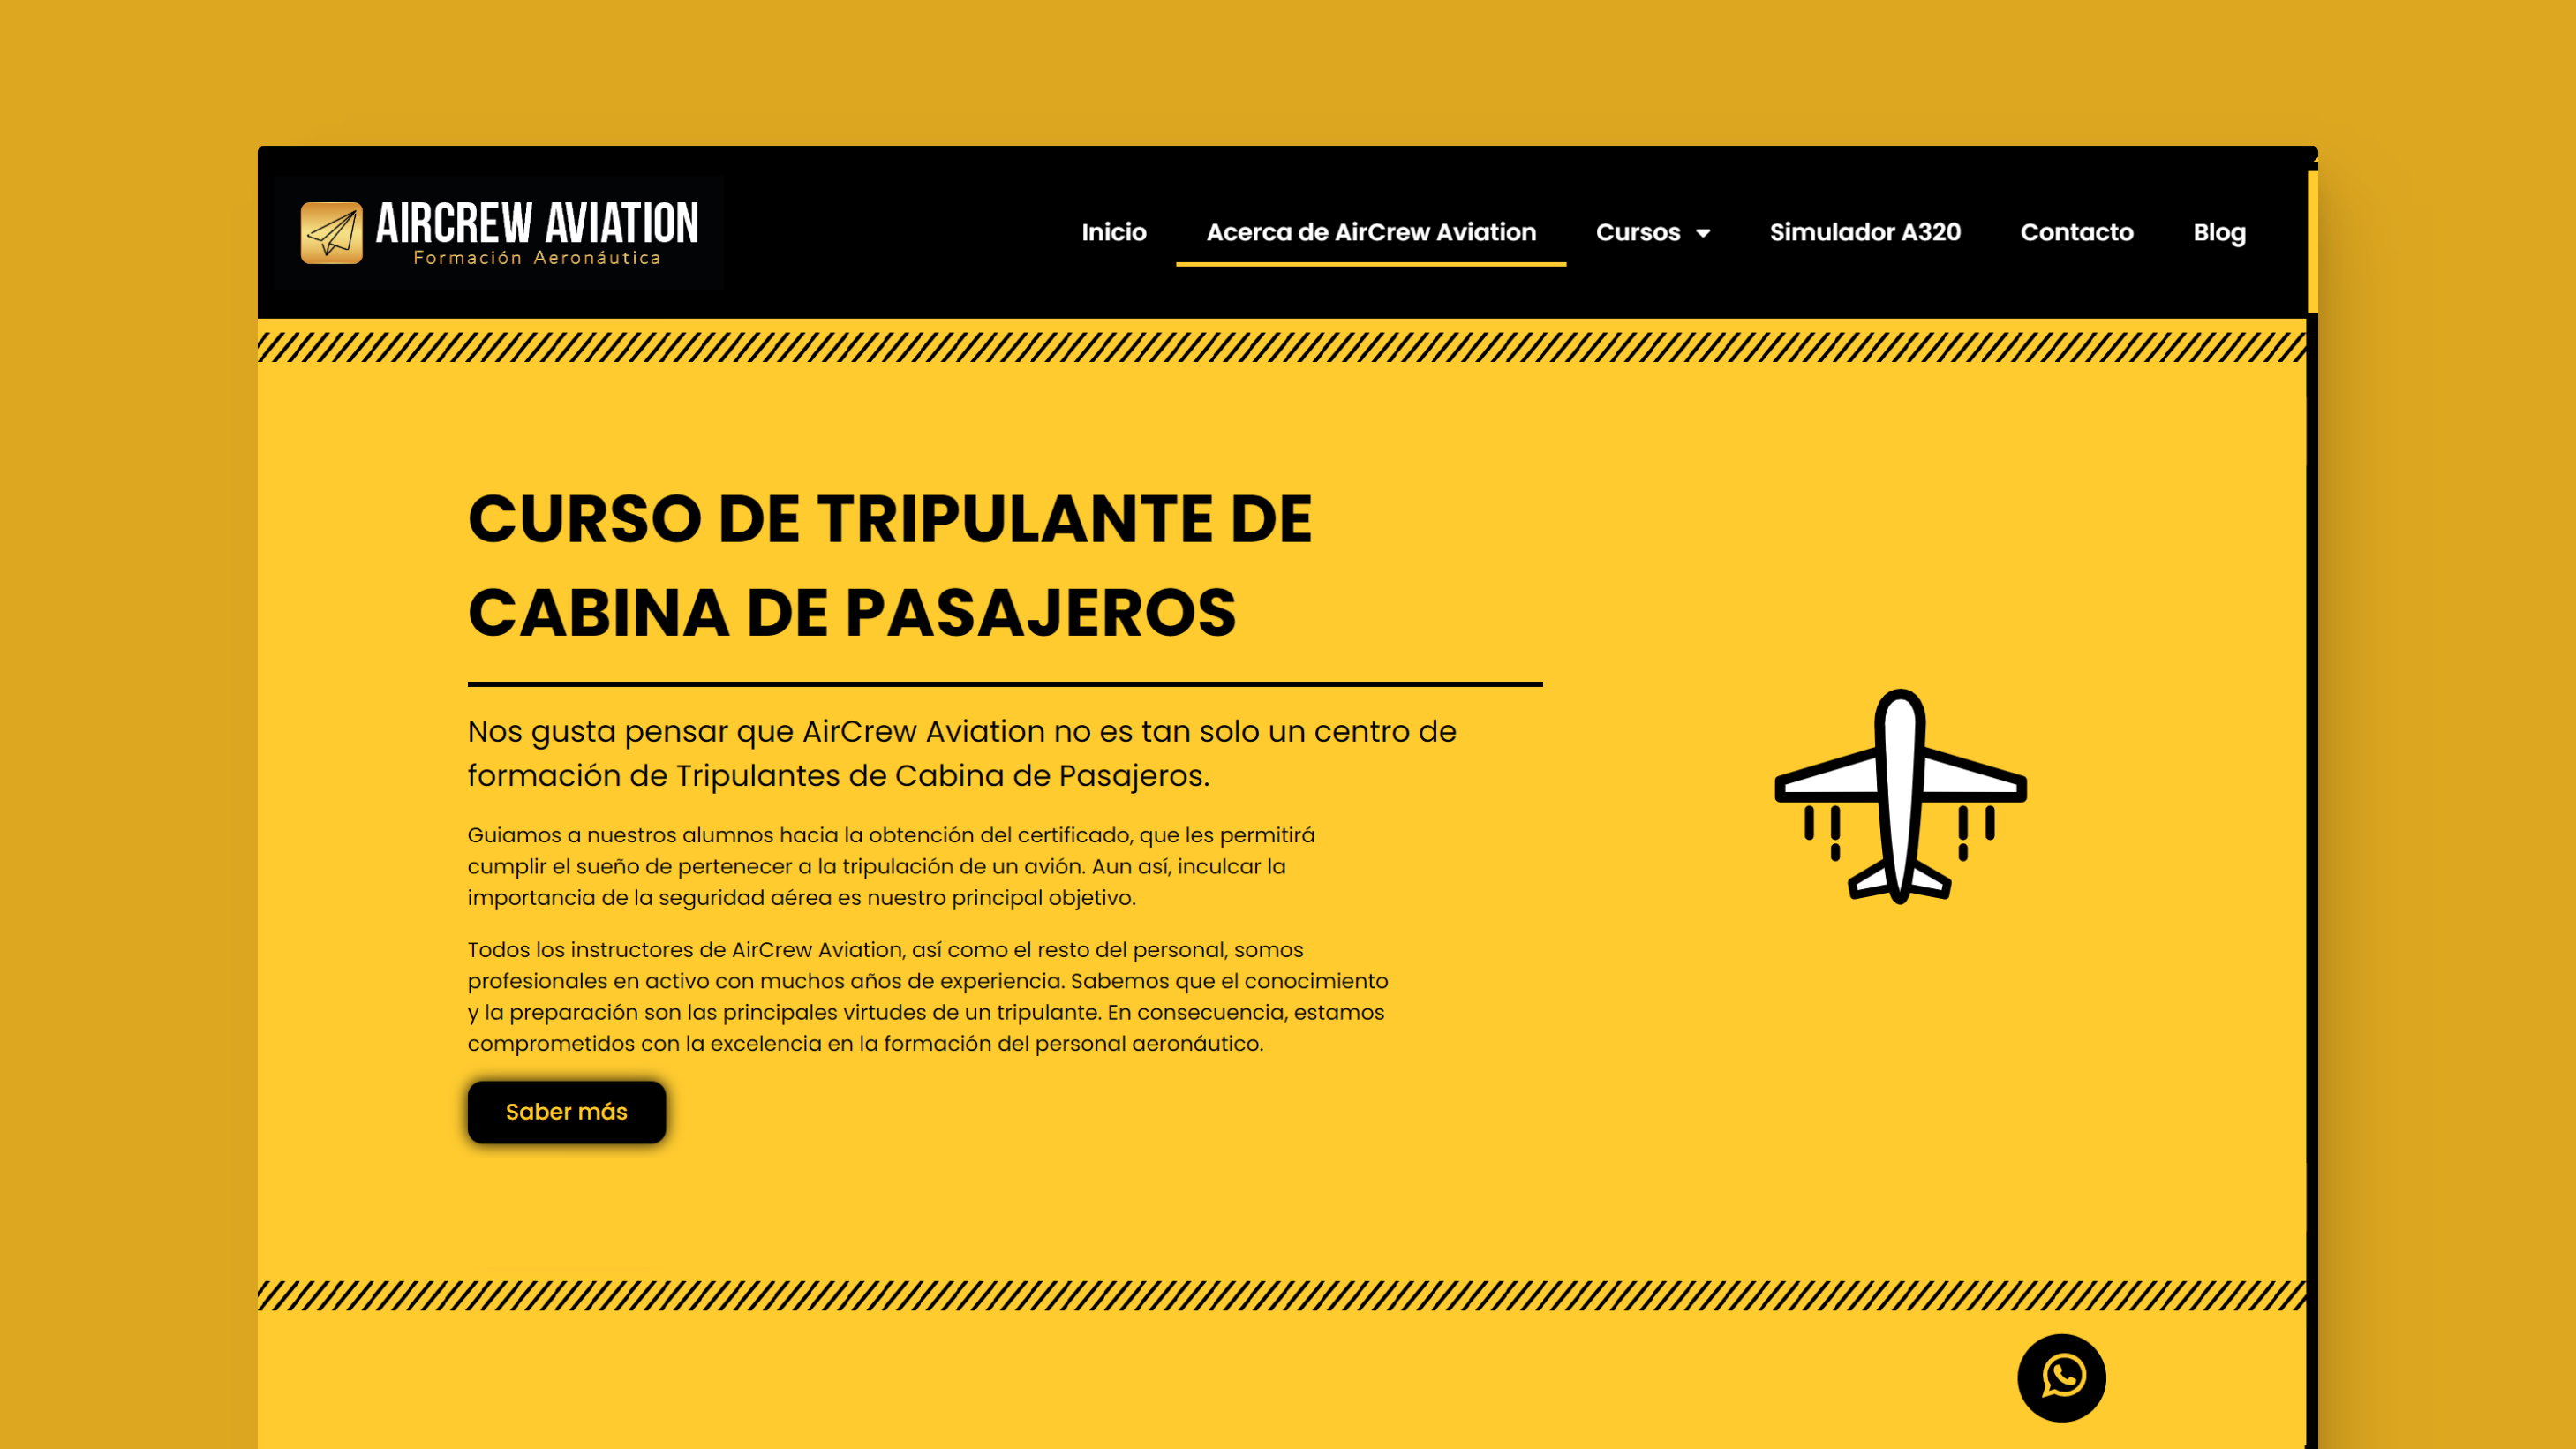 AIRCREW AVIATION
Formación Aeronáutica
Inicio
Acerca de AirCrew Aviation
Cursos
Simulador A320
Contacto
Blog
CURSO DE TRIPULANTE DE
CABINA DE PASAJEROS
Nos gusta pensar que AirCrew Aviation no es tan solo un centro de
formación de Tripulantes de Cabina de Pasajeros.
Guiamos a nuestros alumnos hacia la obtención del certificado, que les permitirá
cumplir el sueño de pertenecer a la tripulación de un avión. Aun así, inculcar la
importancia de la seguridad aérea es nuestro principal objetivo.
Todos los instructores de AirCrew Aviation, así como el resto del personal, somos
profesionales en activo con muchos años de experiencia. Sabemos que el conocimiento
y la preparación son las principales virtudes de un tripulante. En consecuencia, estamos
comprometidos con la excelencia en la formación del personal aeronáutico.
Saber más